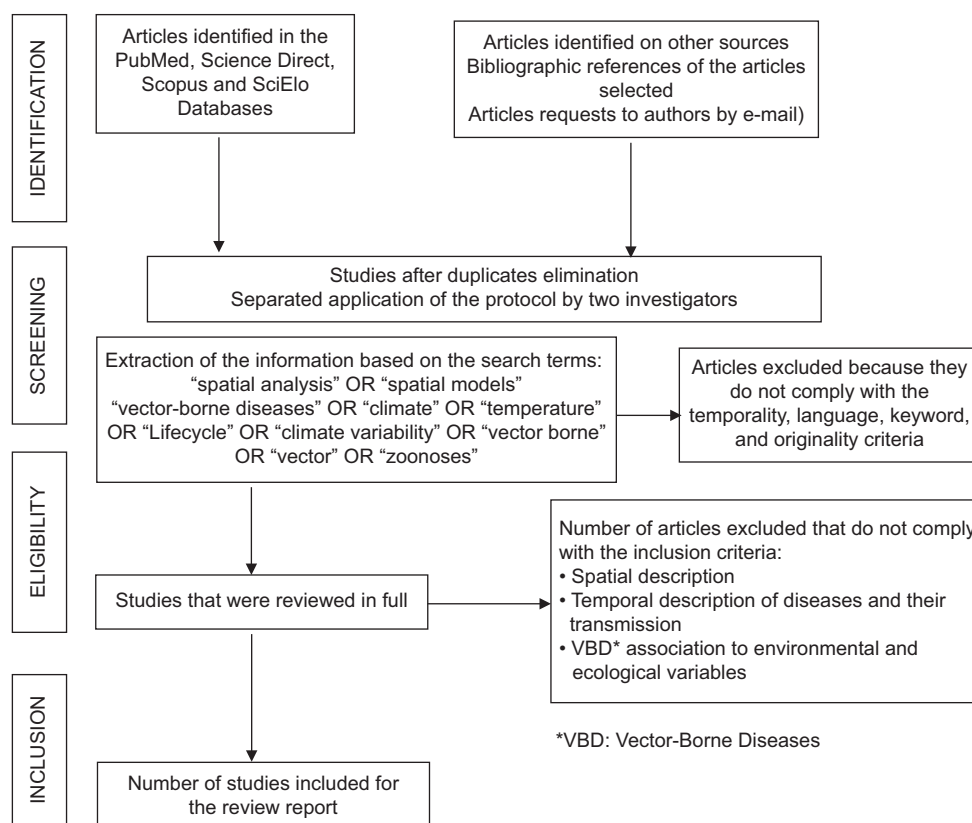 IDENTIFICATION
Articles identified in the
PubMed, Science Direct,
Scopus and SciElo
Databases
Articles identified on other sources
Bibliographic references of the articles
selected
Articles requests to authors by e-mail)
SCREENING
Studies after duplicates elimination
Separated application of the protocol by two investigators
Extraction of the information based on the search terms:
“spatial analysis” OR “spatial models”
“vector-borne diseases” OR “climate” OR “temperature”
OR “Lifecycle” OR “climate variability” OR “vector borne”
OR “vector” OR “zoonoses”
Articles excluded because they
do not comply with the
temporality, language, keyword,
and originality criteria
ELIGIBILITY
Studies that were reviewed in full
Number of articles excluded that do not comply
with the inclusion criteria:
• Spatial description
• Temporal description of diseases and their
transmission
• VBD* association to environmental and
ecological variables
*VBD: Vector-Borne Diseases
INCLUSION
Number of studies included for
the review report